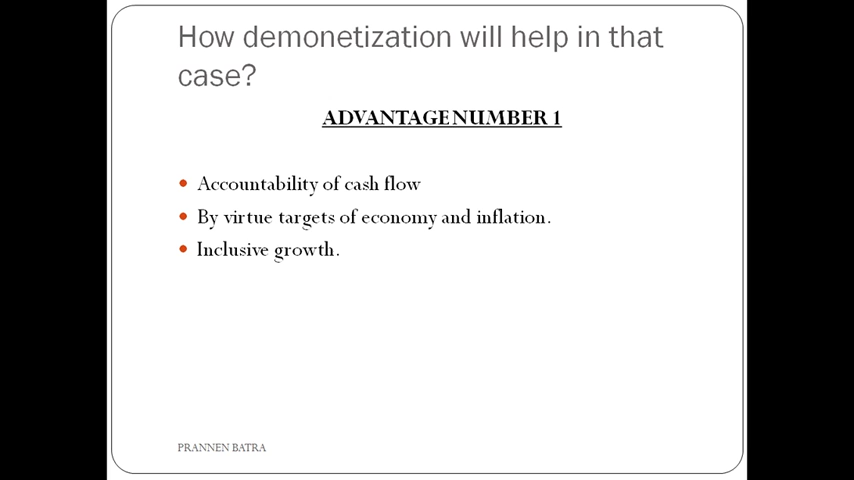 How demonetization will help in that
case?
ADVANTAGE NUMBER 1
Accountability of cash flow
By virtue targets of economy and inflation.
Inclusive growth.
PRANNEN BATRA